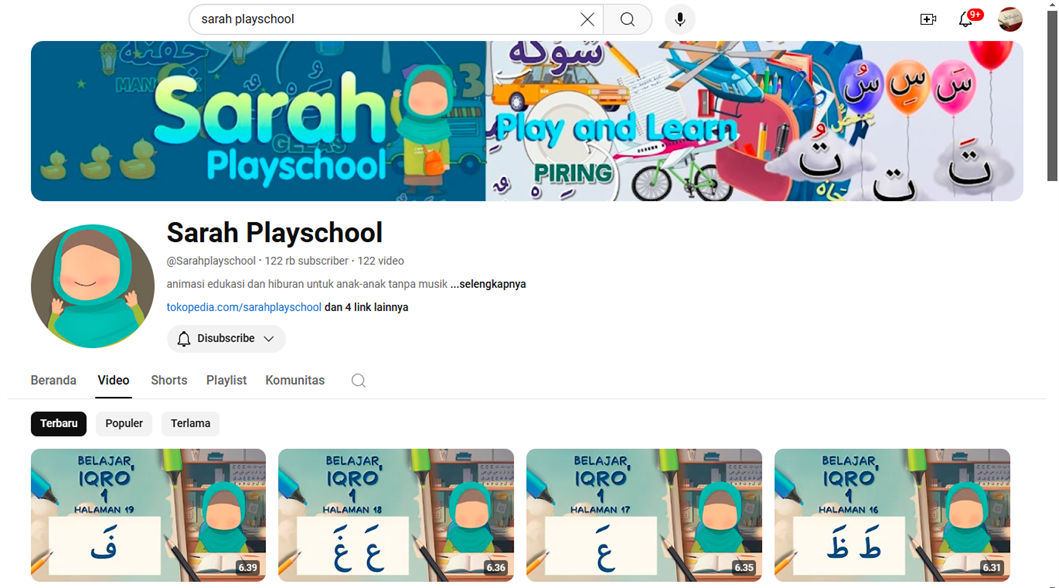 sarah playschool
9+
MAN
شوكة
Sarah
Playschool
GELAS
Play and Learn
PIRING
سُ سِ سَ
تُ تِ تَ
Sarah Playschool
@Sarahplayschool · 122 rb subscriber · 122 video
animasi edukasi dan hiburan untuk anak-anak tanpa musik ...selengkapnya
tokopedia.com/sarahplayschool dan 4 link lainnya
Disubscribe
Beranda Video Shorts Playlist Komunitas
Terbaru Populer Terlama
BELAJAR
IQRO
1
HALAMAN 19
فَ
6.39
BELAJAR
IQRO
1
HALAMAN 18
عَ غَ
6.36
BELAJAR
IQRO
1
HALAMAN 17
عَ
6.35
BELAJAR
IQRO
1
HALAMAN 16
طَ ظَ
6.31